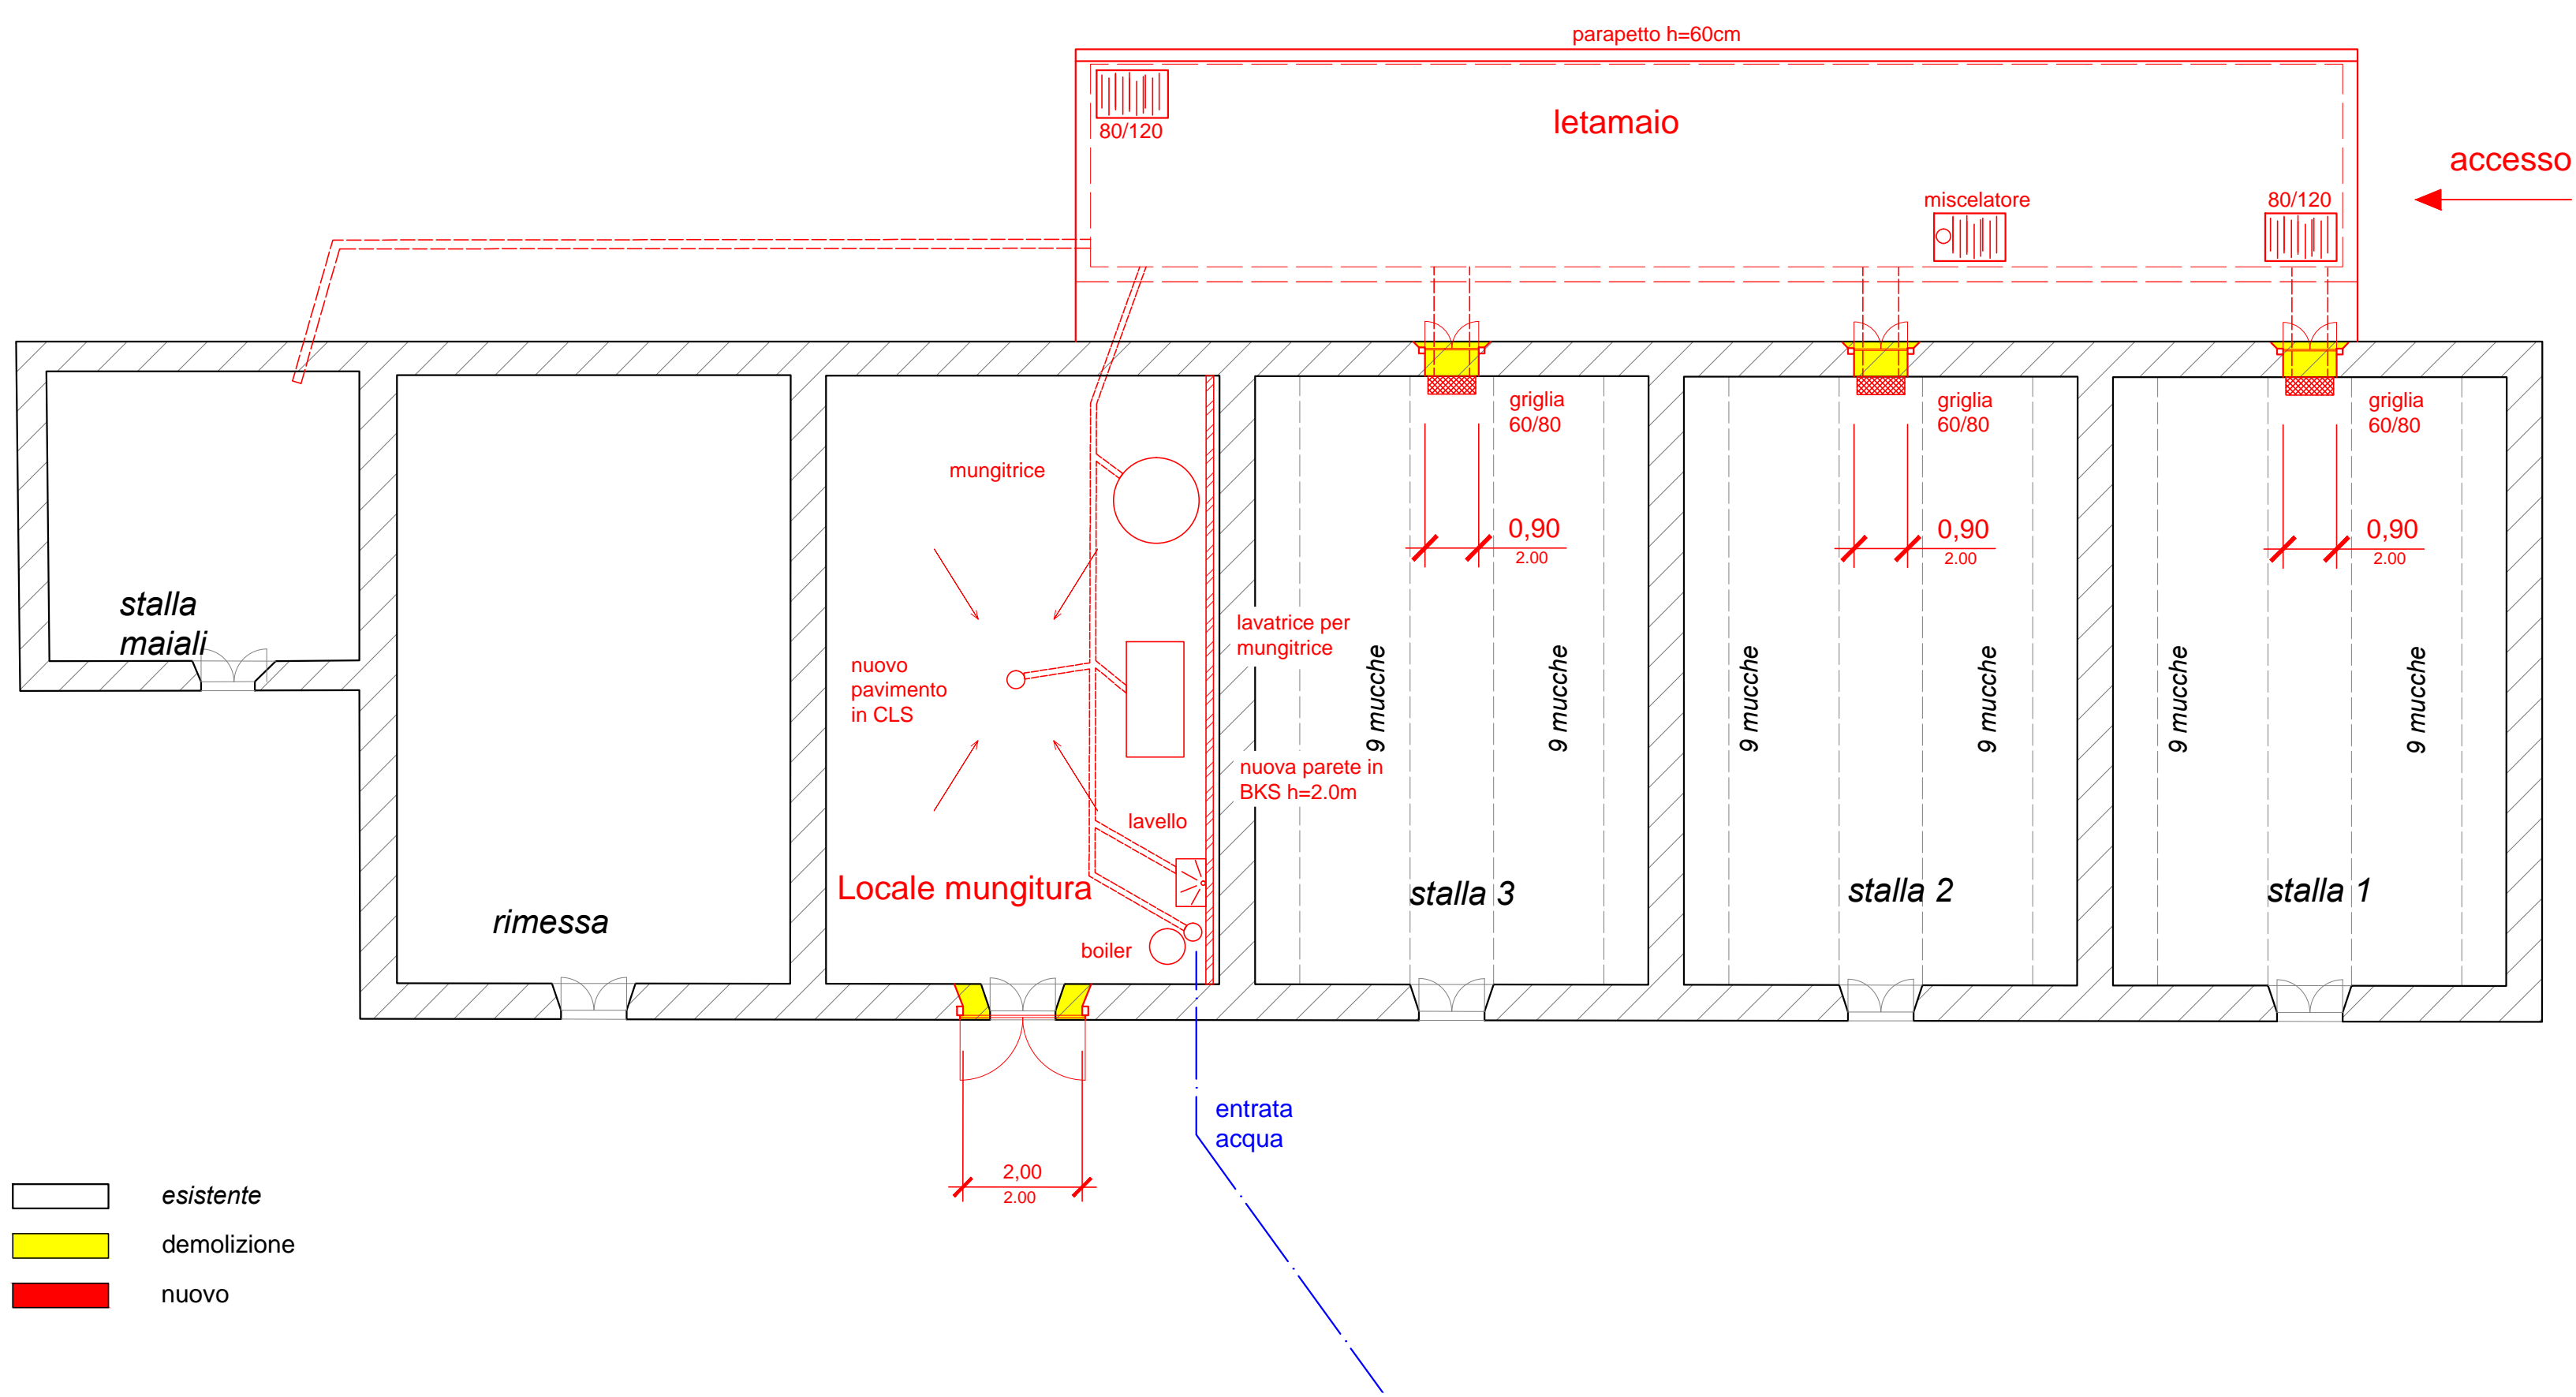 parapetto h=60cm
letamaio
80/120
accesso
miscelatore
80/120
griglia
60/80
griglia
60/80
griglia
60/80
mungitrice
0,90
2.00
0,90
2.00
0,90
2.00
stalla
maiali
lavatrice per
mungitrice
nuovo
pavimento
in CLS
9 mucche
9 mucche
9 mucche
9 mucche
9 mucche
9 mucche
nuova parete in
BKS h=2.0m
lavello
Locale mungitura
stalla 3
stalla 2
stalla 1
rimessa
boiler
entrata
acqua
2,00
2.00
esistente
demolizione
nuovo